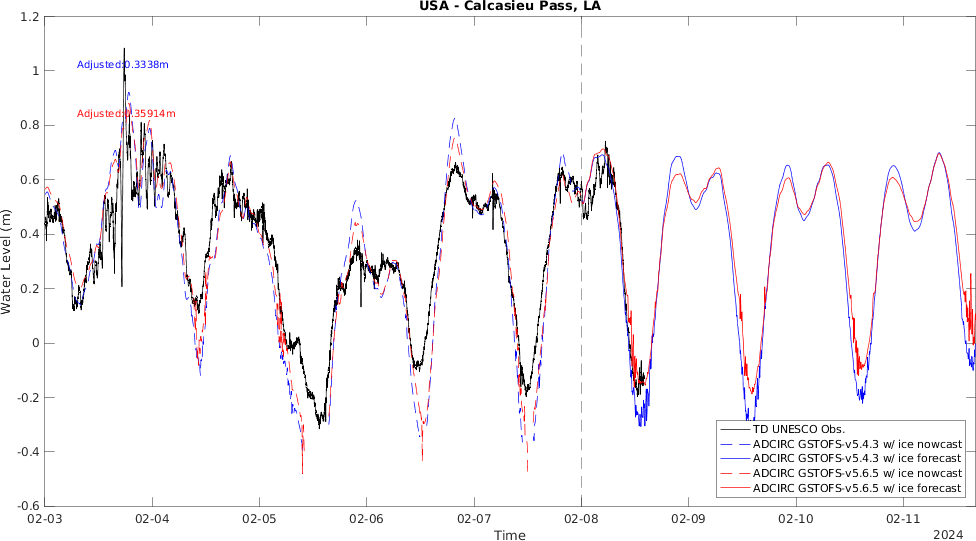 USA - Calcasieu Pass, LA
1.2
1
0.8
0.6
0.4
0.2
0
-0.2
-0.4
-0.6
Water Level (m)
Adjusted:0.3338m
Adjusted:0.35914m
TD UNESCO Obs.
ADCIRC GSTOFS-v5.4.3 w/ ice nowcast
ADCIRC GSTOFS-v5.4.3 w/ ice forecast
ADCIRC GSTOFS-v5.6.5 w/ ice nowcast
ADCIRC GSTOFS-v5.6.5 w/ ice forecast
02-03 02-04 02-05 02-06 02-07 02-08 02-09 02-10 02-11
Time
2024